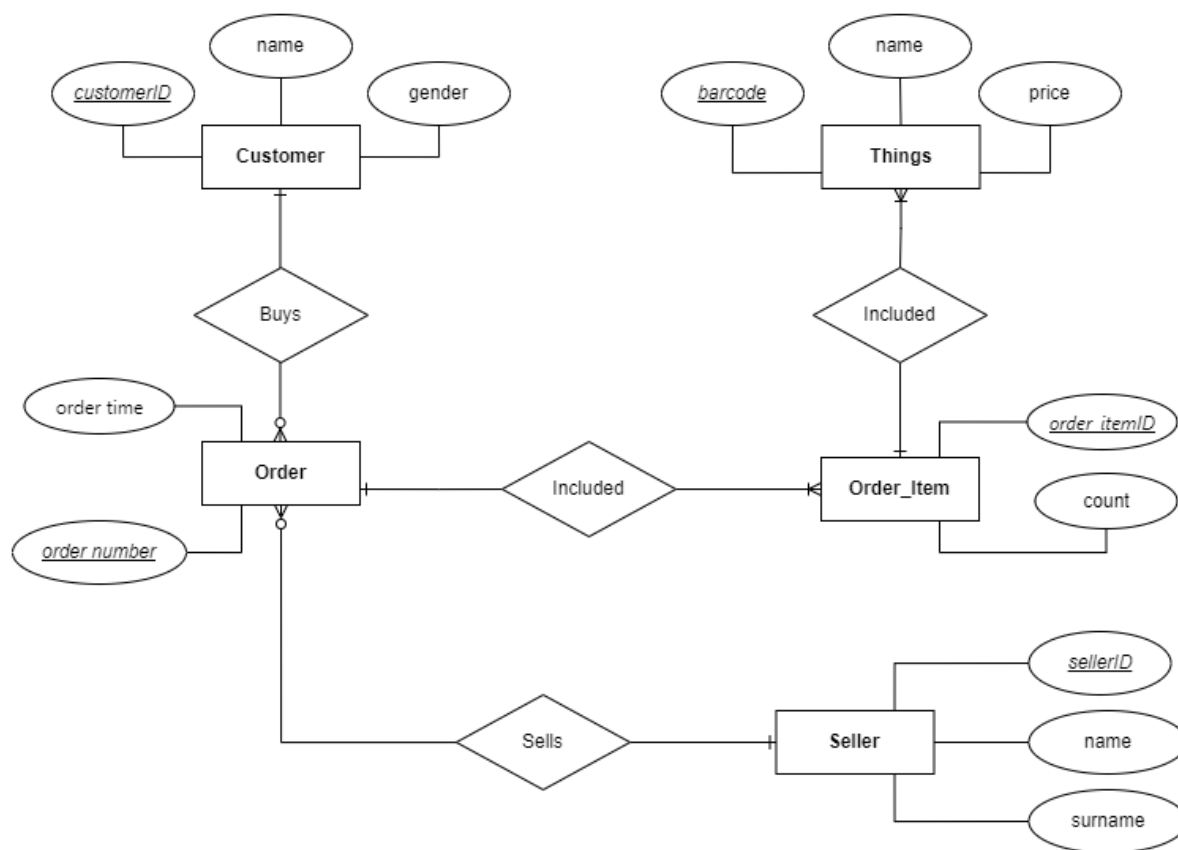 name
name
customerID
gender
barcode
price
Customer
Things
Buys
Included
order time
order_itemID
Order
Included
Order_Item
count
order number
sellerID
Sells
Seller
name
surname